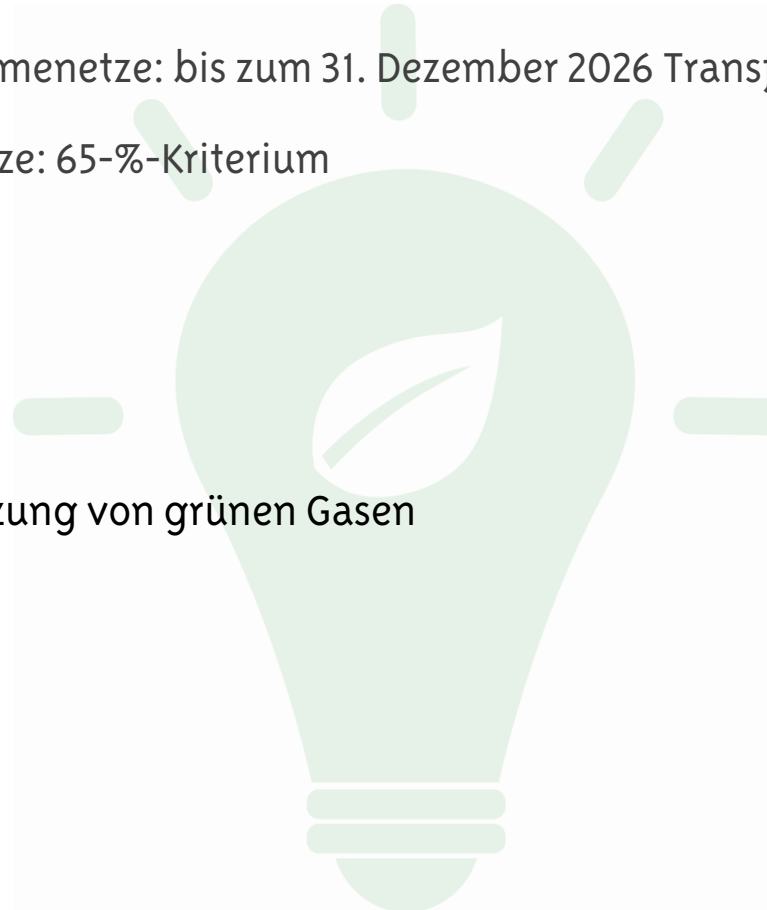 menetze: bis zum 31. Dezember 2026 Trans
ze: 65-%-Kriterium
zung von grünen Gasen